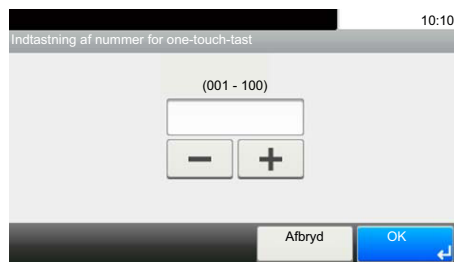 10:10
Indtastning af nummer for one-touch-tast
(001 - 100)
− +
Afbryd OK